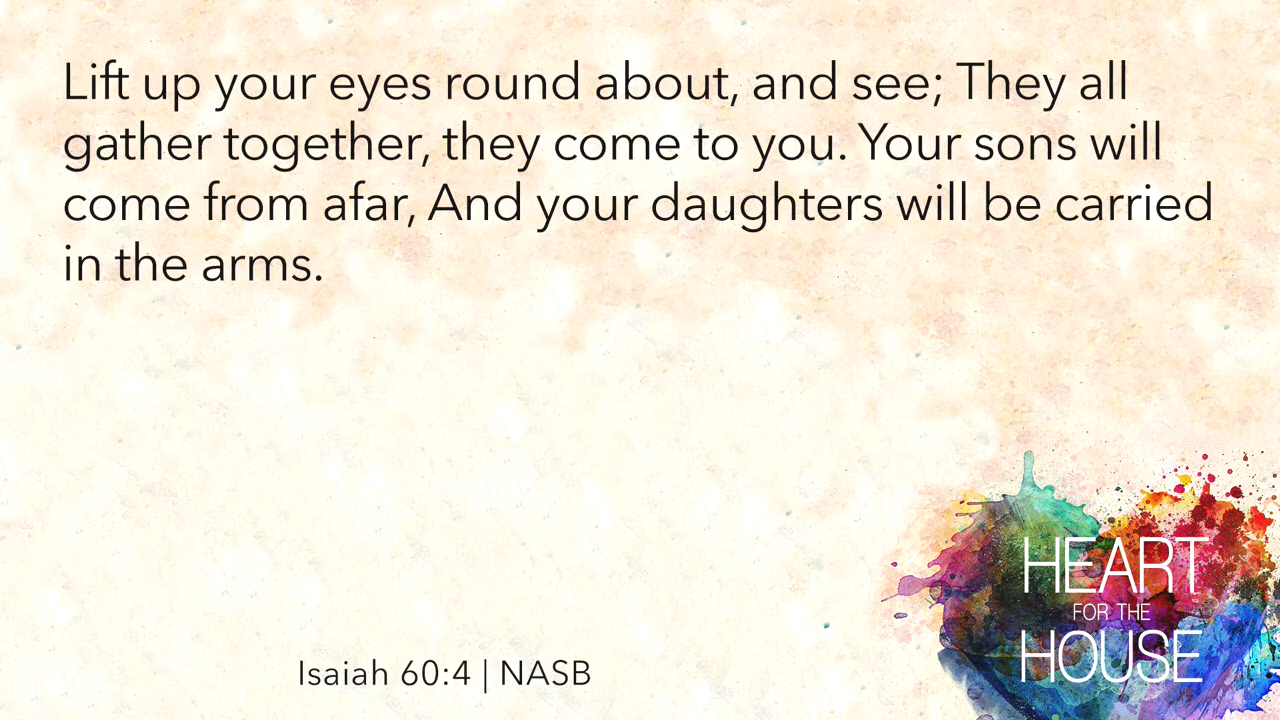 Lift up your eyes round about, and see; They all
gather together, they come to you. Your sons will
come from afar, And your daughters will be carried
in the arms.
Isaiah 60:4 | NASB
HEART
FOR THE
HOUSE